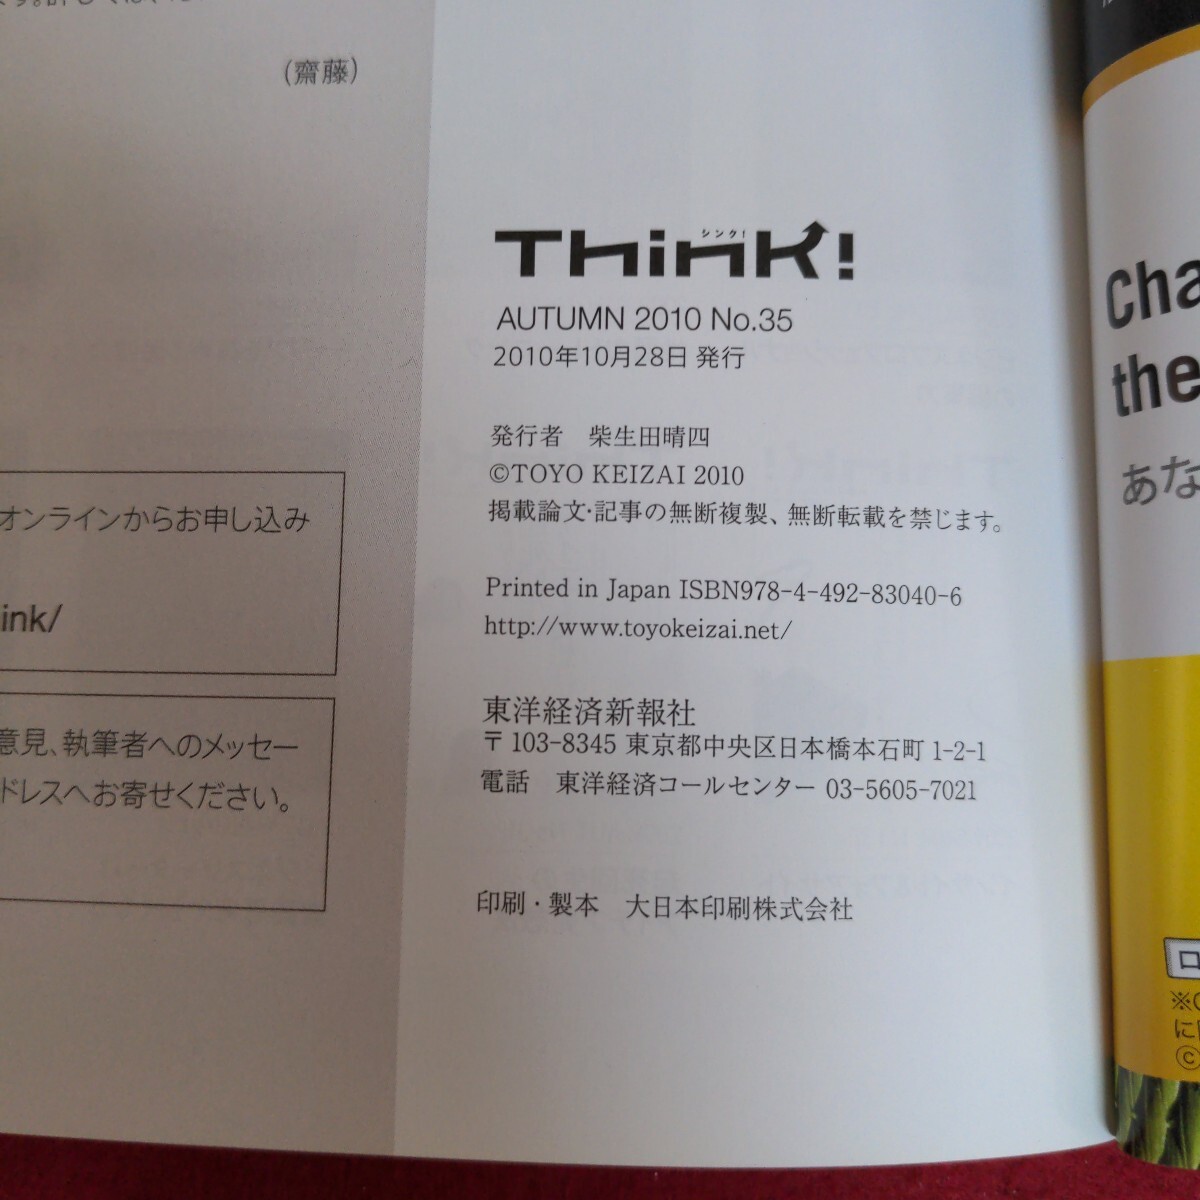 (齋藤)
オンラインからお申し込み
ink/
意見、執筆者へのメッセー
ドレスへお寄せください。
シンク!
Think!
AUTUMN 2010 No.35
2010年10月28日 発行
発行者 柴生田晴四
©TOYO KEIZAI 2010
掲載論文・記事の無断複製、無断転載を禁じます。
Printed in Japan ISBN978-4-492-83040-6
http://www.toyokeizai.net/
東洋経済新報社
〒103-8345 東京都中央区日本橋本石町 1-2-1
電話 東洋経済コールセンター 03-5605-7021
印刷・製本 大日本印刷株式会社
Cha
the
あな